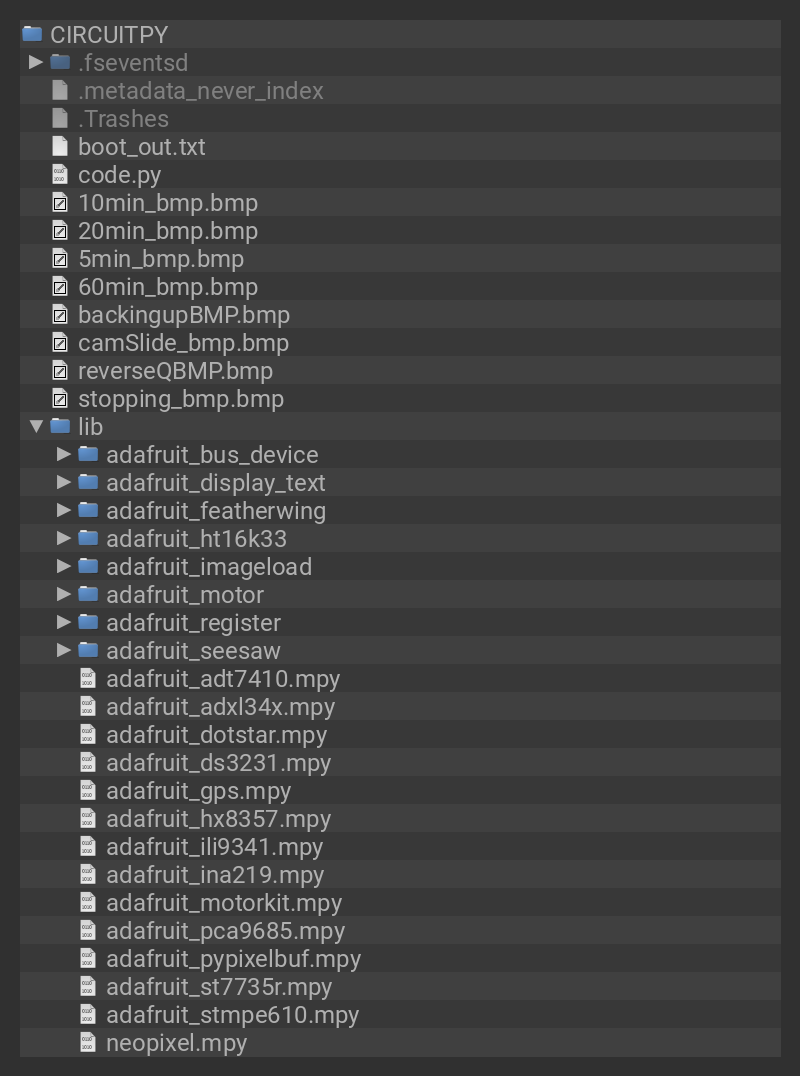 CIRCUITPY
.fseventsd
.metadata_never_index
.Trashes
boot_out.txt
code.py
10min_bmp.bmp
20min_bmp.bmp
5min_bmp.bmp
60min_bmp.bmp
backingupBMP.bmp
camSlide_bmp.bmp
reverseQBMP.bmp
stopping_bmp.bmp
lib
adafruit_bus_device
adafruit_display_text
adafruit_featherwing
adafruit_ht16k33
adafruit_imageload
adafruit_motor
adafruit_register
adafruit_seesaw
adafruit_adt7410.mpy
adafruit_adxl34x.mpy
adafruit_dotstar.mpy
adafruit_ds3231.mpy
adafruit_gps.mpy
adafruit_hx8357.mpy
adafruit_ili9341.mpy
adafruit_ina219.mpy
adafruit_motorkit.mpy
adafruit_pca9685.mpy
adafruit_pypixelbuf.mpy
adafruit_st7735r.mpy
adafruit_stmpe610.mpy
neopixel.mpy